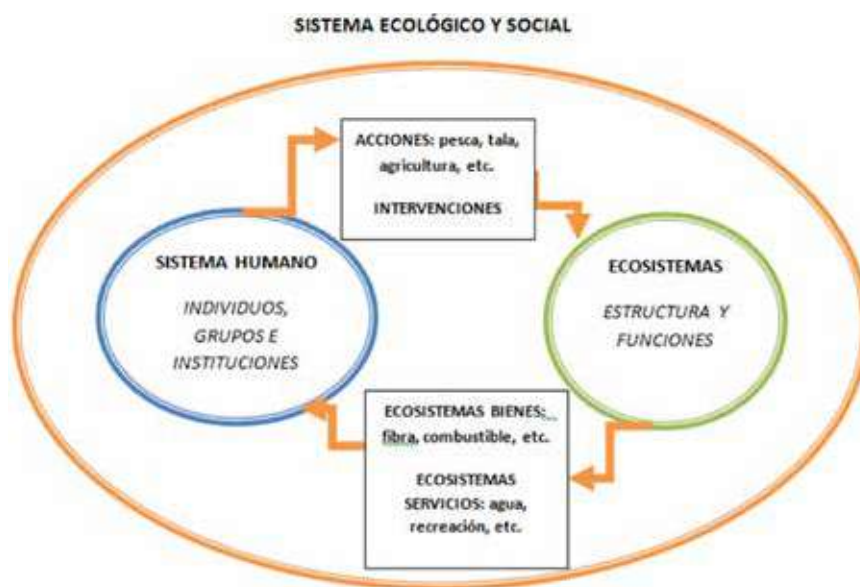 SISTEMA ECOLÓGICO Y SOCIAL
ACCIONES: pesca, tala,
agricultura, etc.
INTERVENCIONES
SISTEMA HUMANO
INDIVIDUOS,
GRUPOS E
INSTITUCIONES
ECOSISTEMAS
ESTRUCTURA Y
FUNCIONES
ECOSISTEMAS BIENES:
fibra, combustible, etc.
ECOSISTEMAS
SERVICIOS: agua,
recreación, etc.